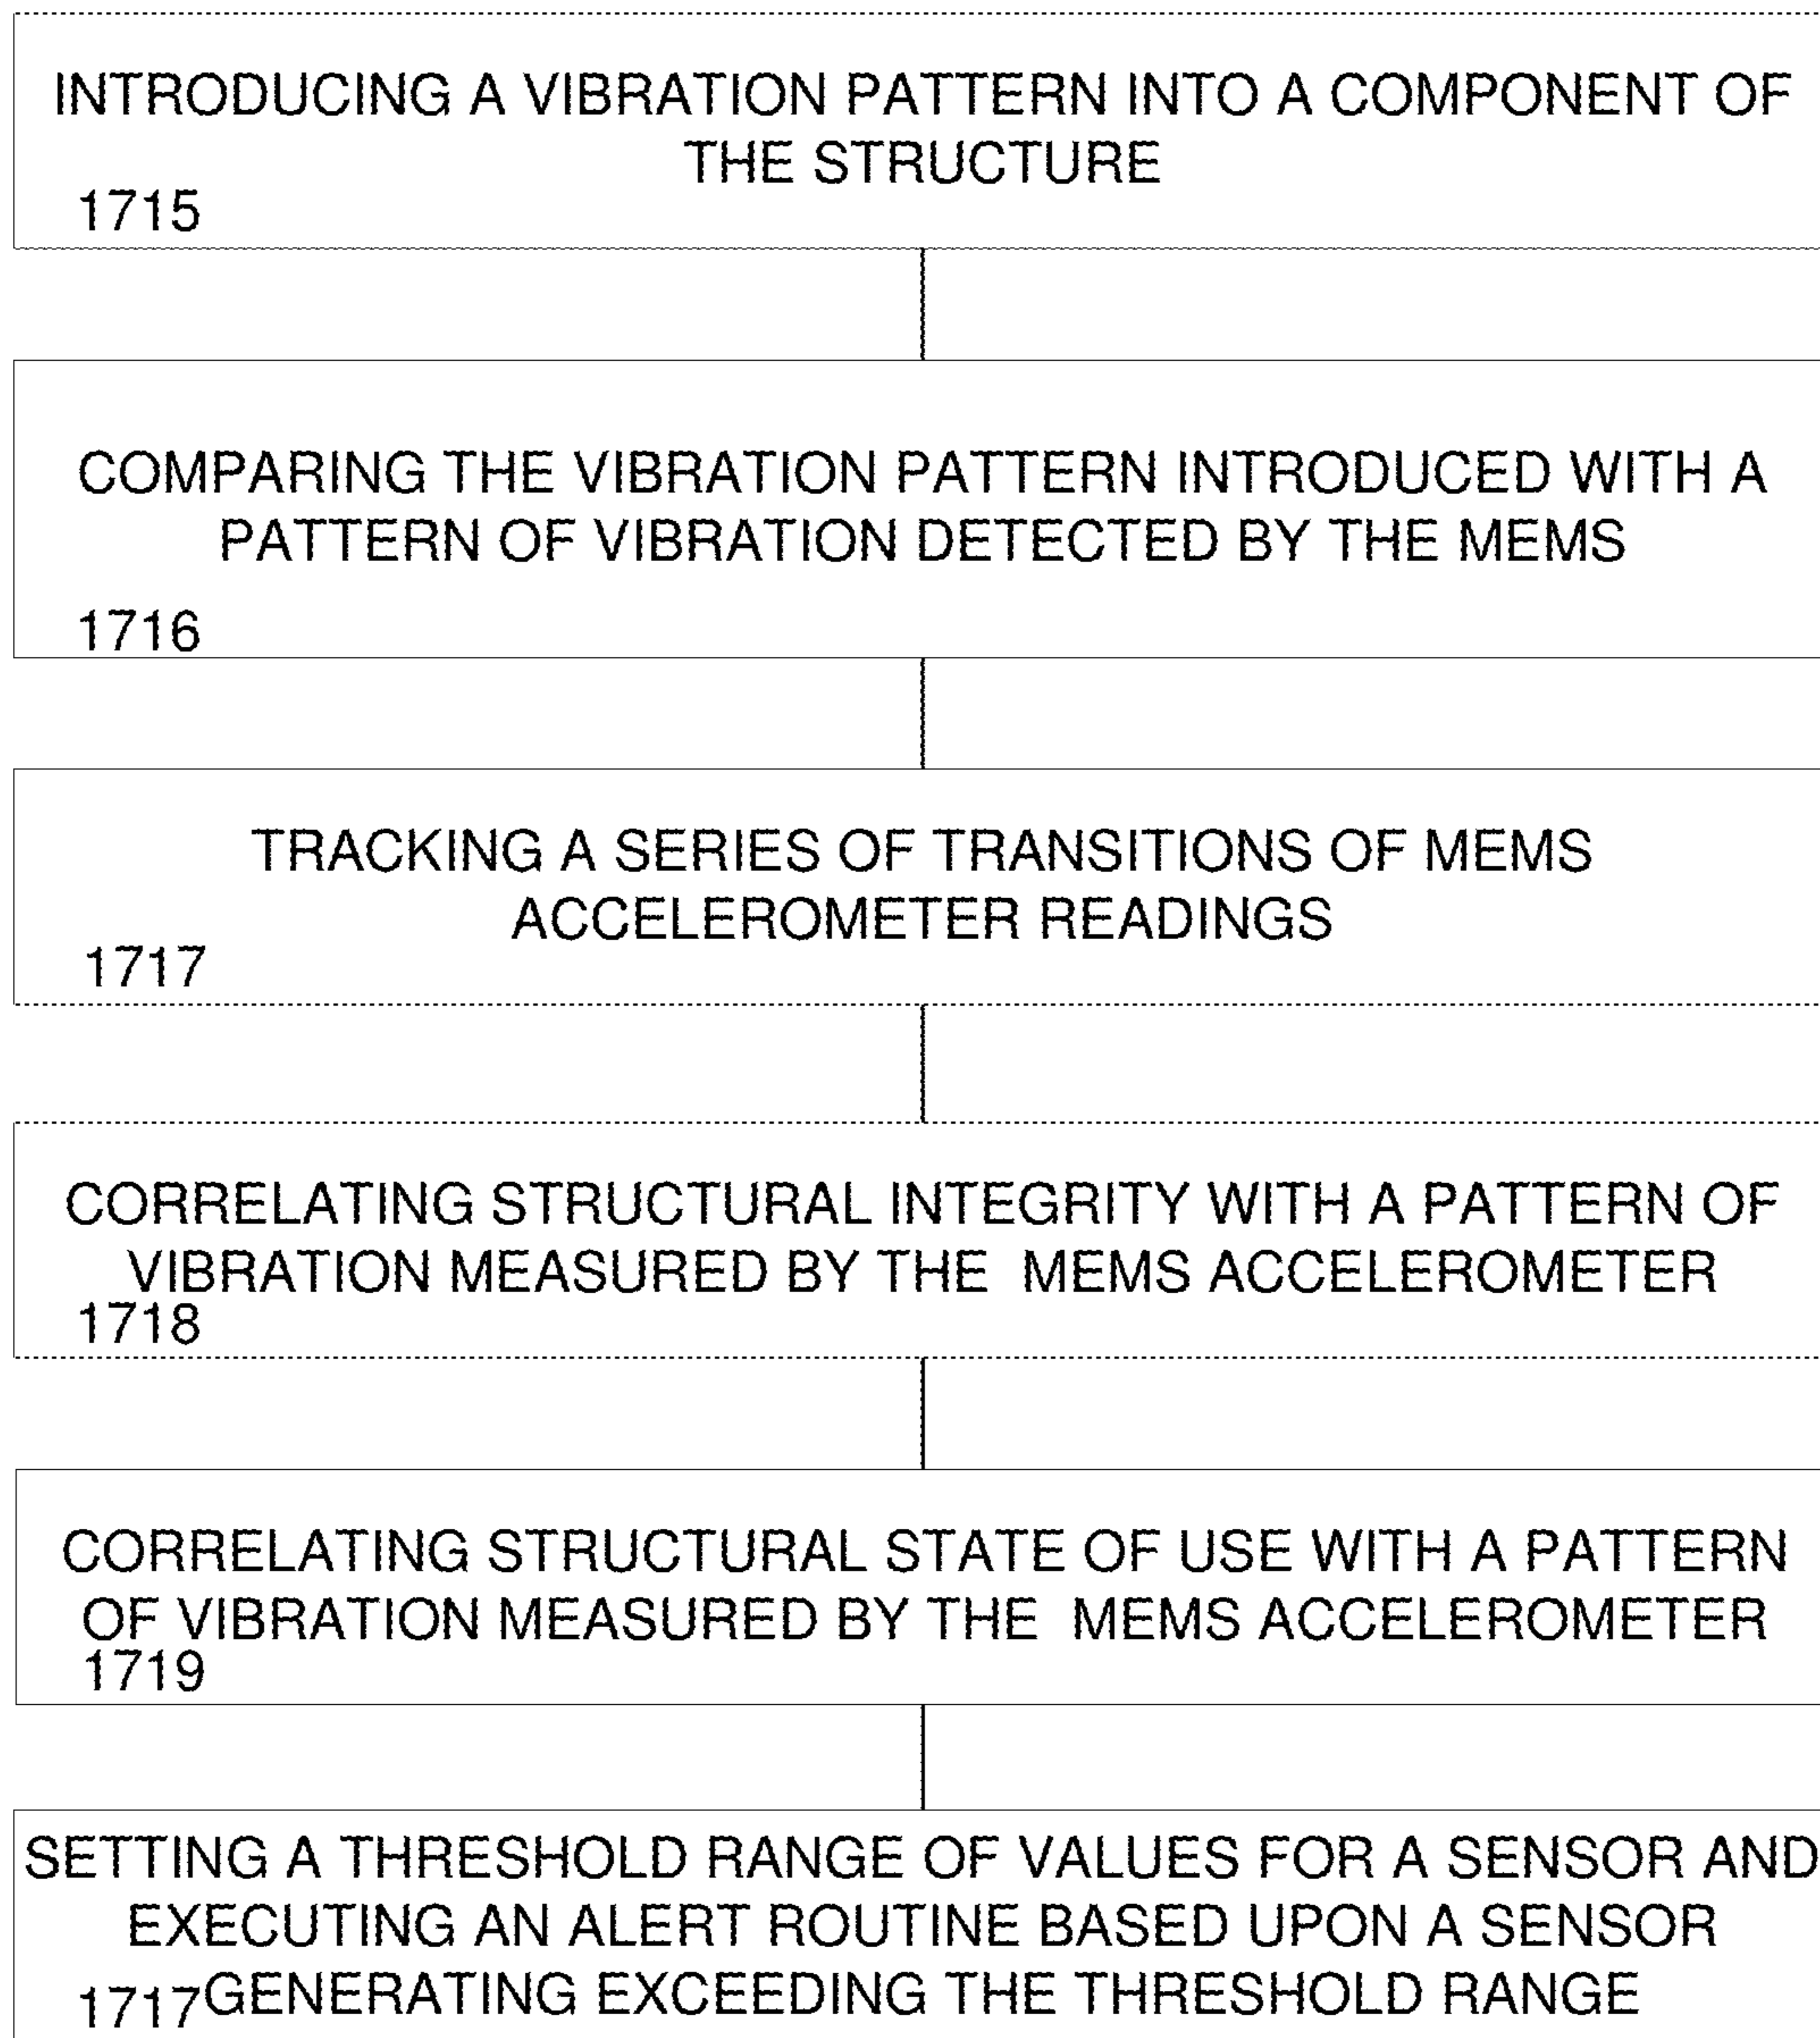 INTRODUCING A VIBRATION PATTERN INTO A COMPONENT OF
THE STRUCTURE
1715
COMPARING THE VIBRATION PATTERN INTRODUCED WITH A
PATTERN OF VIBRATION DETECTED BY THE MEMS
1716
TRACKING A SERIES OF TRANSITIONS OF MEMS
ACCELEROMETER READINGS
1717
CORRELATING STRUCTURAL INTEGRITY WITH A PATTERN OF
VIBRATION MEASURED BY THE MEMS ACCELEROMETER
1718
CORRELATING STRUCTURAL STATE OF USE WITH A PATTERN
OF VIBRATION MEASURED BY THE MEMS ACCELEROMETER
1719
SETTING A THRESHOLD RANGE OF VALUES FOR A SENSOR AND
EXECUTING AN ALERT ROUTINE BASED UPON A SENSOR
1717 GENERATING EXCEEDING THE THRESHOLD RANGE